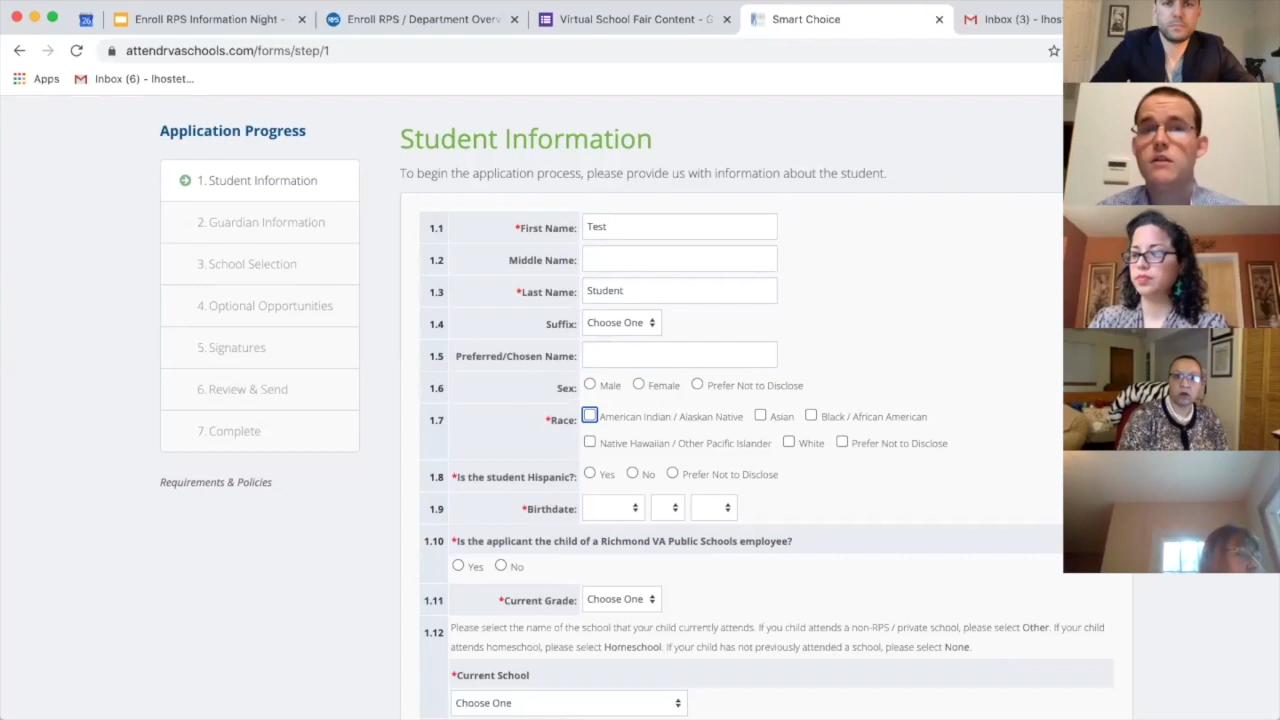 26
Enroll RPS Information Night -
Enroll RPS / Department Overv
Virtual School Fair Content - G
Smart Choice
Inbox (3) - lhos
attendrvaschools.com/forms/step/1
Apps
Inbox (6) - lhostet...
Application Progress
1. Student Information
2. Guardian Information
3. School Selection
4. Optional Opportunities
5. Signatures
6. Review & Send
7. Complete
Requirements & Policies
Student Information
To begin the application process, please provide us with information about the student.
1.1 *First Name: Test
1.2 Middle Name:
1.3 *Last Name: Student
1.4 Suffix: Choose One
1.5 Preferred/Chosen Name:
1.6 Sex: Male Female Prefer Not to Disclose
1.7 *Race: American Indian / Alaskan Native Asian Black / African American
Native Hawaiian / Other Pacific Islander White Prefer Not to Disclose
1.8 *Is the student Hispanic?: Yes No Prefer Not to Disclose
1.9 *Birthdate:
1.10 *Is the applicant the child of a Richmond VA Public Schools employee?
Yes No
1.11 *Current Grade: Choose One
1.12 Please select the name of the school that your child currently attends. If you child attends a non-RPS / private school, please select Other. If your child
attends homeschool, please select Homeschool. If your child has not previously attended a school, please select None.
*Current School
Choose One